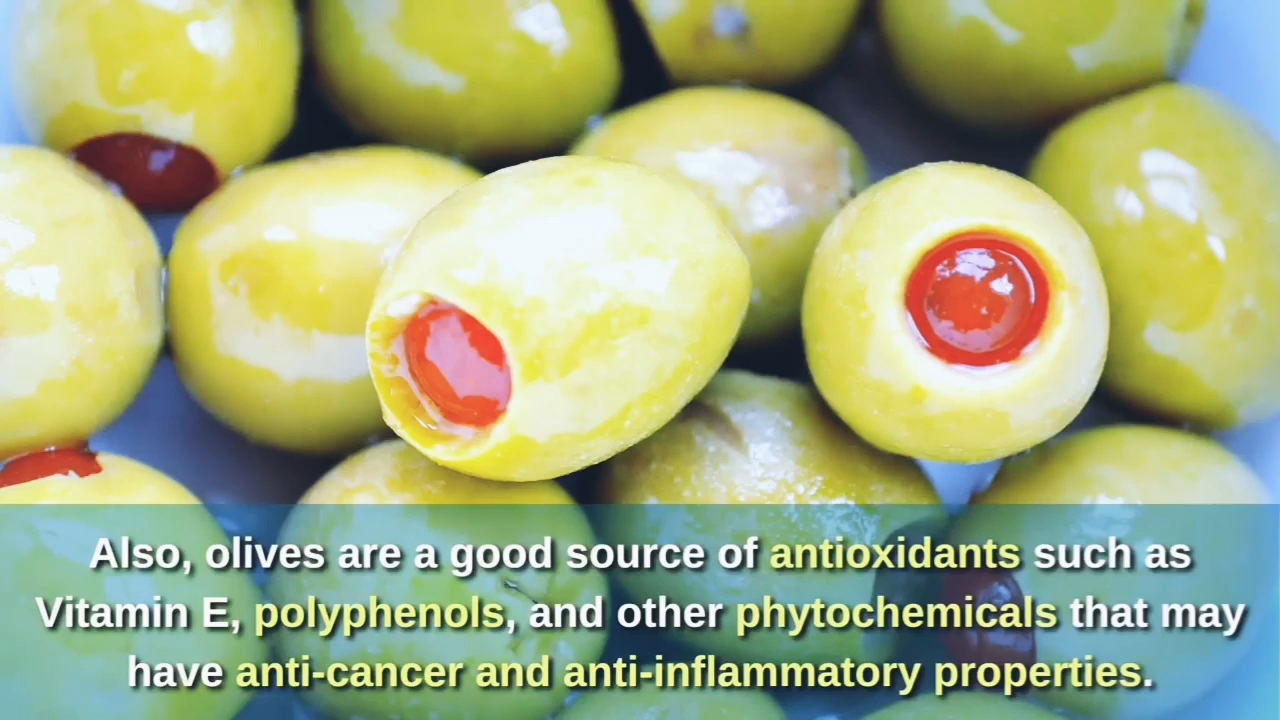 Also, olives are a good source of antioxidants such as
Vitamin E, polyphenols, and other phytochemicals that may
have anti-cancer and anti-inflammatory properties.